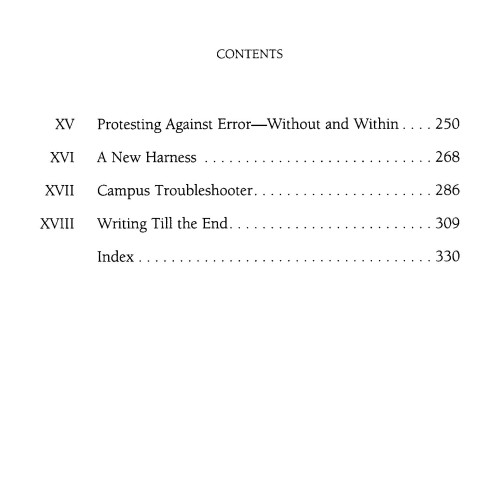 CONTENTS
XV Protesting Against Error—Without and Within . . . . 250
XVI A New Harness . . . . . . . . . . . . . . . . . . . . . . . . . . . . 268
XVII Campus Troubleshooter. . . . . . . . . . . . . . . . . . . . . . 286
XVIII Writing Till the End. . . . . . . . . . . . . . . . . . . . . . . . . 309
Index . . . . . . . . . . . . . . . . . . . . . . . . . . . . . . . . . . . . 330